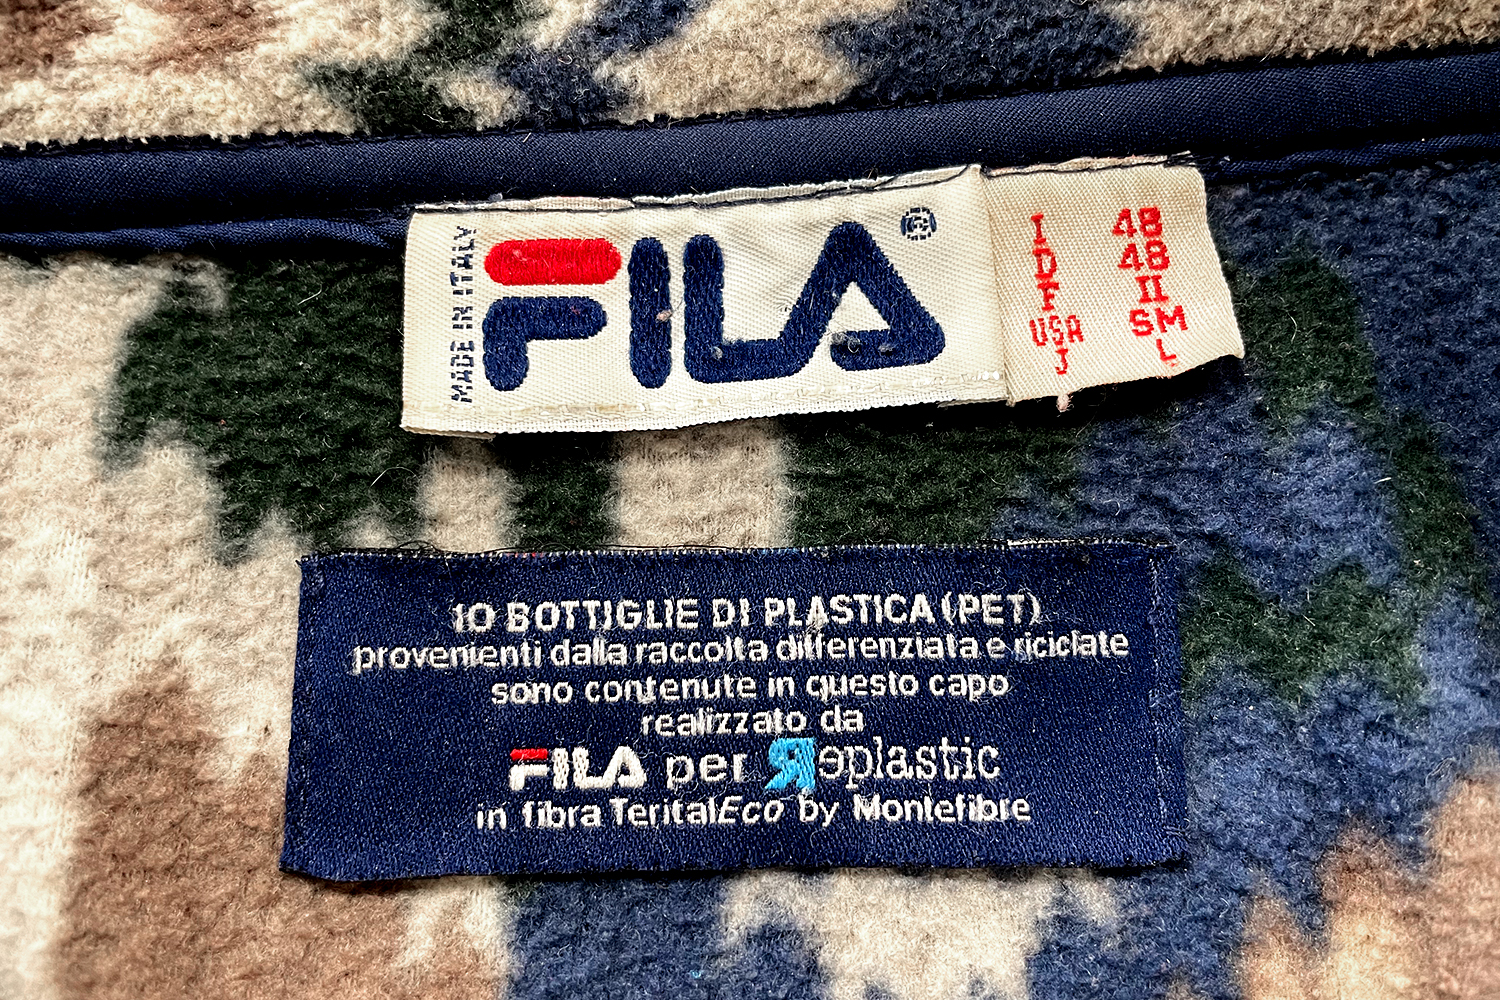 MADE IN ITALY
FILA®
I 48
D 48
F II
USA SM
J L
10 BOTTIGLIE DI PLASTICA (PET)
provenienti dalla raccolta differenziata e riciclate
sono contenute in questo capo
realizzato da
FILA per Replastic
in fibra TeritalEco by Montefibre